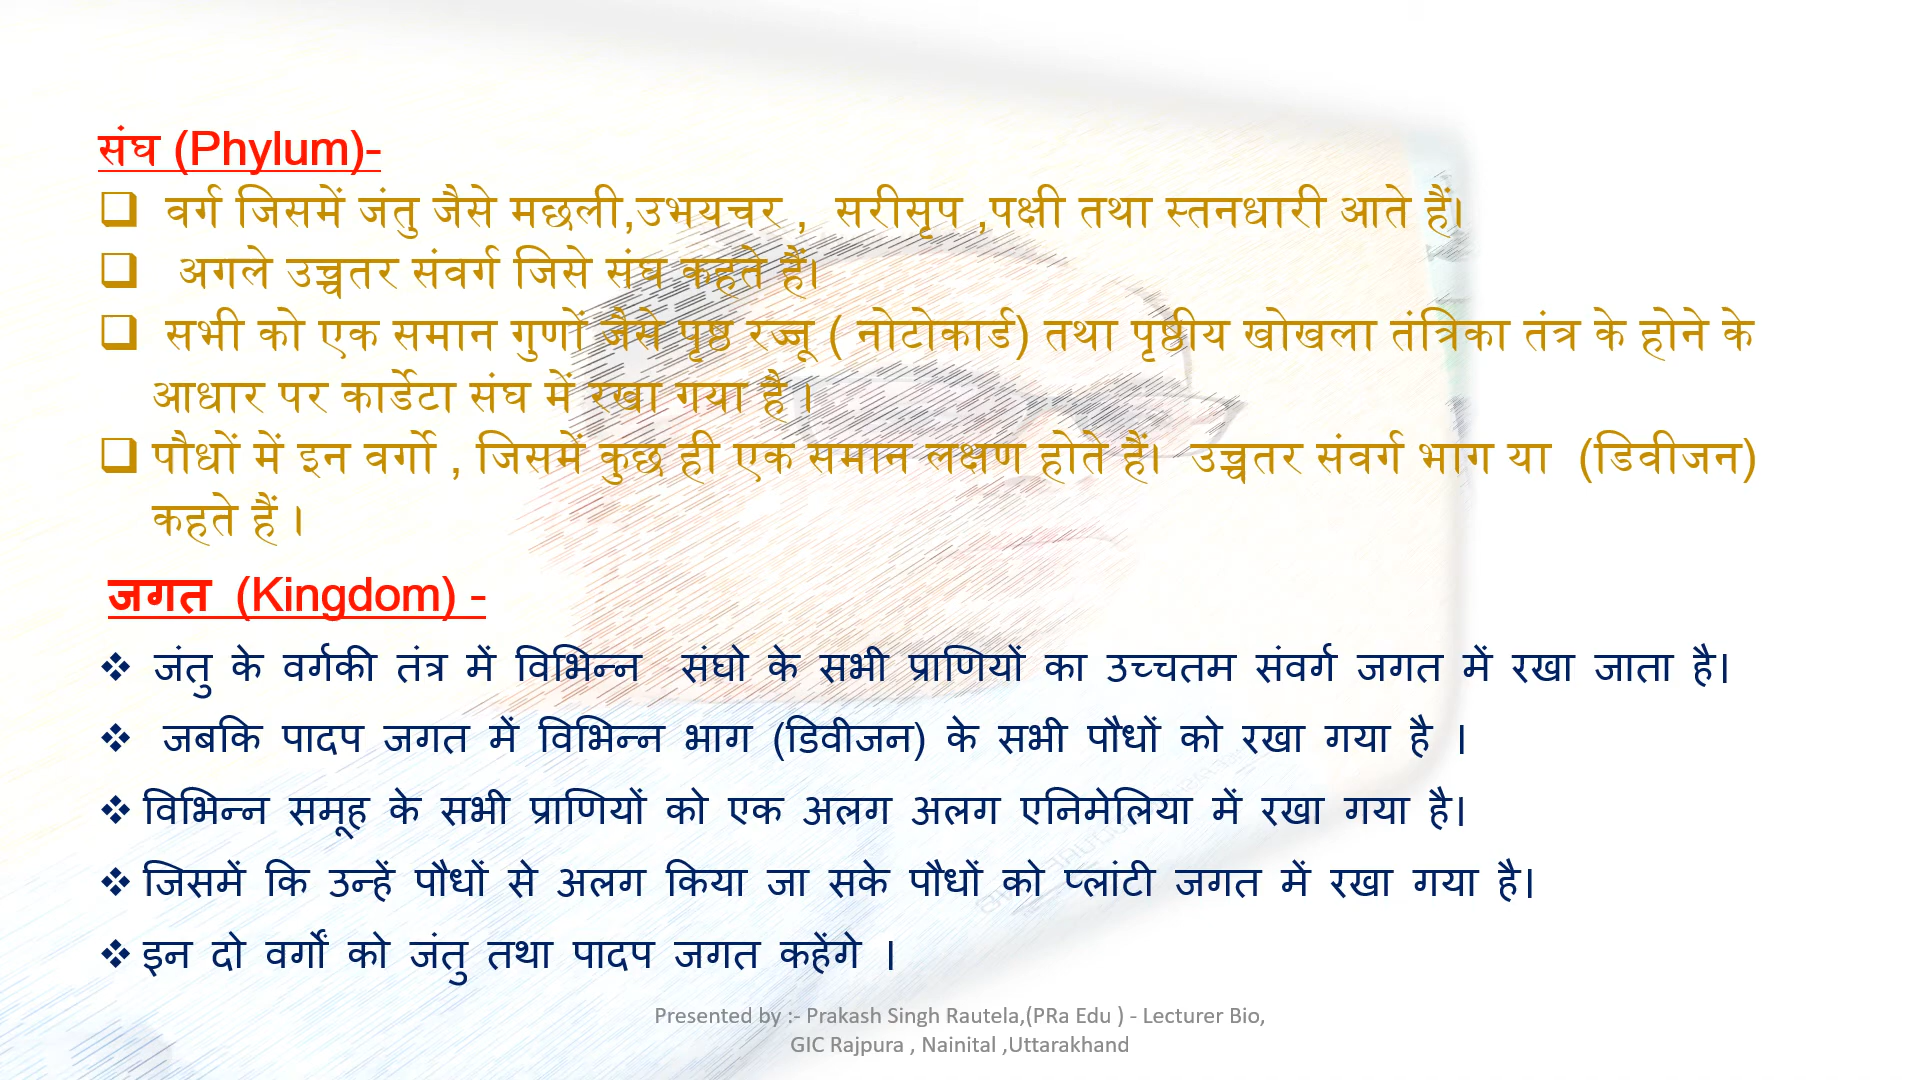 संघ (Phylum)-
❑ वर्ग जिसमें जंतु जैसे मछली,उभयचर , सरीसृप ,पक्षी तथा स्तनधारी आते हैं।
❑ अगले उच्चतर संवर्ग जिसे संघ कहते हैं।
❑ सभी को एक समान गुणों जैसे पृष्ठ रज्जू ( नोटोकार्ड) तथा पृष्ठीय खोखला तंत्रिका तंत्र के होने के
आधार पर कार्डेटा संघ में रखा गया है ।
❑ पौधों में इन वर्गो , जिसमें कुछ ही एक समान लक्षण होते हैं। उच्चतर संवर्ग भाग या (डिवीजन)
कहते हैं ।
जगत (Kingdom) -
❖ जंतु के वर्गकी तंत्र में विभिन्न संघो के सभी प्राणियों का उच्चतम संवर्ग जगत में रखा जाता है।
❖ जबकि पादप जगत में विभिन्न भाग (डिवीजन) के सभी पौधों को रखा गया है ।
❖ विभिन्न समूह के सभी प्राणियों को एक अलग अलग एनिमेलिया में रखा गया है।
❖ जिसमें कि उन्हें पौधों से अलग किया जा सके पौधों को प्लांटी जगत में रखा गया है।
❖ इन दो वर्गों को जंतु तथा पादप जगत कहेंगे ।
Presented by :- Prakash Singh Rautela,(PRa Edu ) - Lecturer Bio,
GIC Rajpura , Nainital ,Uttarakhand